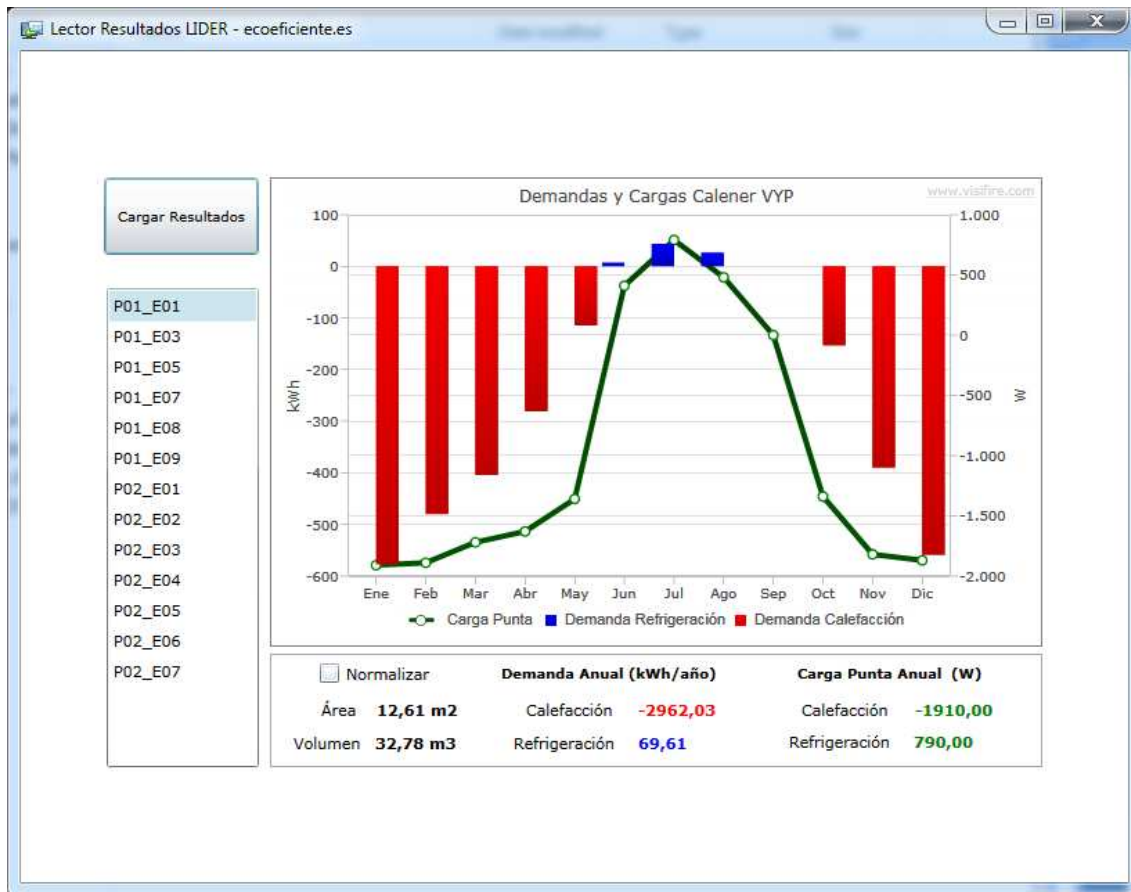 Lector Resultados LIDER - ecoeficiente.es
Cargar Resultados
P01_E01
P01_E03
P01_E05
P01_E07
P01_E08
P01_E09
P02_E01
P02_E02
P02_E03
P02_E04
P02_E05
P02_E06
P02_E07
Demandas y Cargas Calener VYP
www.visifire.com
100
0
-100
-200
-300
-400
-500
-600
kWh
1.000
500
0
-500
-1.000
-1.500
-2.000
W
Ene Feb Mar Abr May Jun Jul Ago Sep Oct Nov Dic
Carga Punta Demanda Refrigeración Demanda Calefacción
Normalizar Demanda Anual (kWh/año) Carga Punta Anual (W)
Área 12,61 m2 Calefacción -2962,03 Calefacción -1910,00
Volumen 32,78 m3 Refrigeración 69,61 Refrigeración 790,00